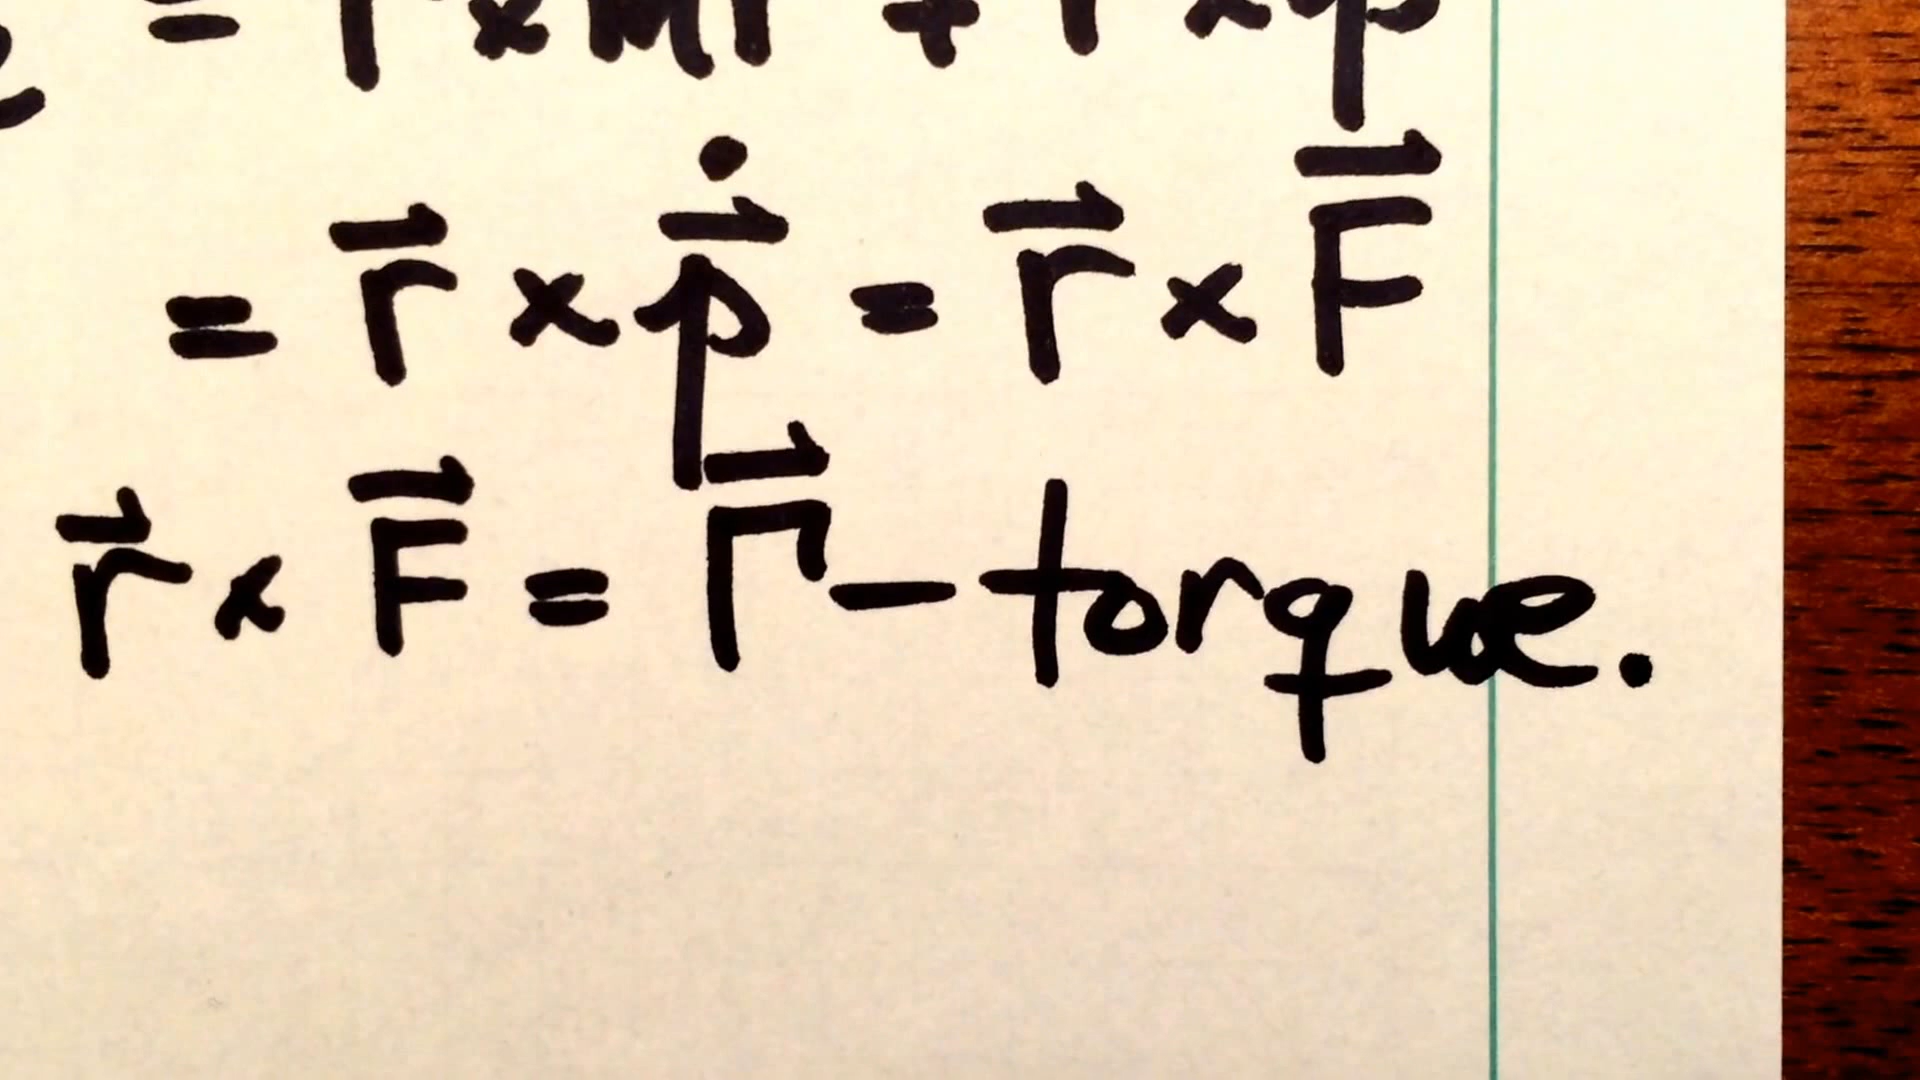 = r⃗ × ṗ⃗ = r⃗ × F⃗
r⃗ × F⃗ = Γ⃗ – torque.